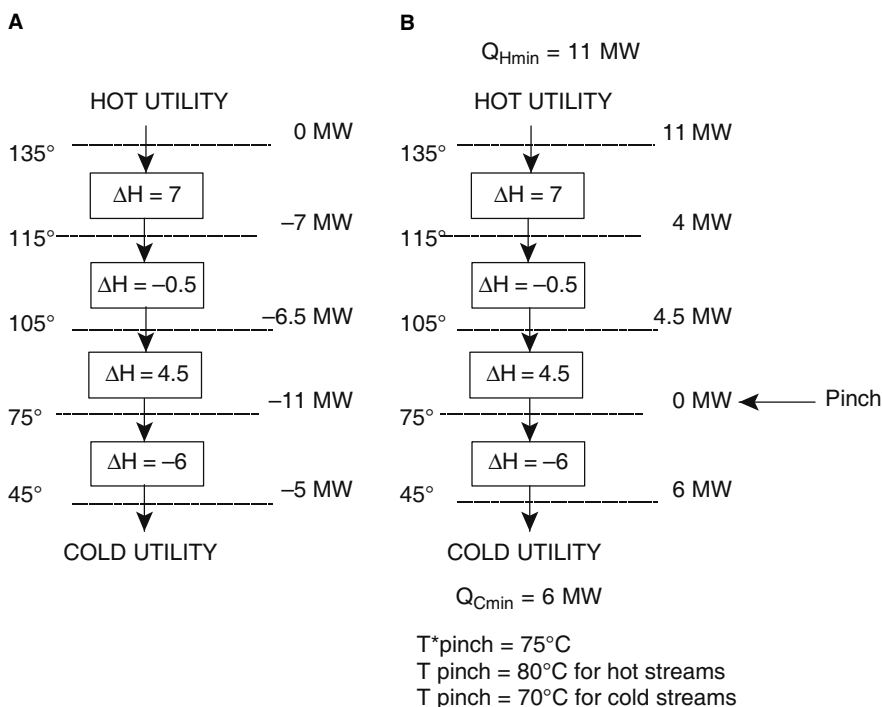 A
HOT UTILITY
0 MW
135°
ΔH = 7
–7 MW
115°
ΔH = –0.5
–6.5 MW
105°
ΔH = 4.5
–11 MW
75°
ΔH = –6
–5 MW
45°
COLD UTILITY
B
QHmin = 11 MW
HOT UTILITY
11 MW
135°
ΔH = 7
4 MW
115°
ΔH = –0.5
4.5 MW
105°
ΔH = 4.5
0 MW
Pinch
75°
ΔH = –6
6 MW
45°
COLD UTILITY
QCmin = 6 MW
T*pinch = 75°C
T pinch = 80°C for hot streams
T pinch = 70°C for cold streams